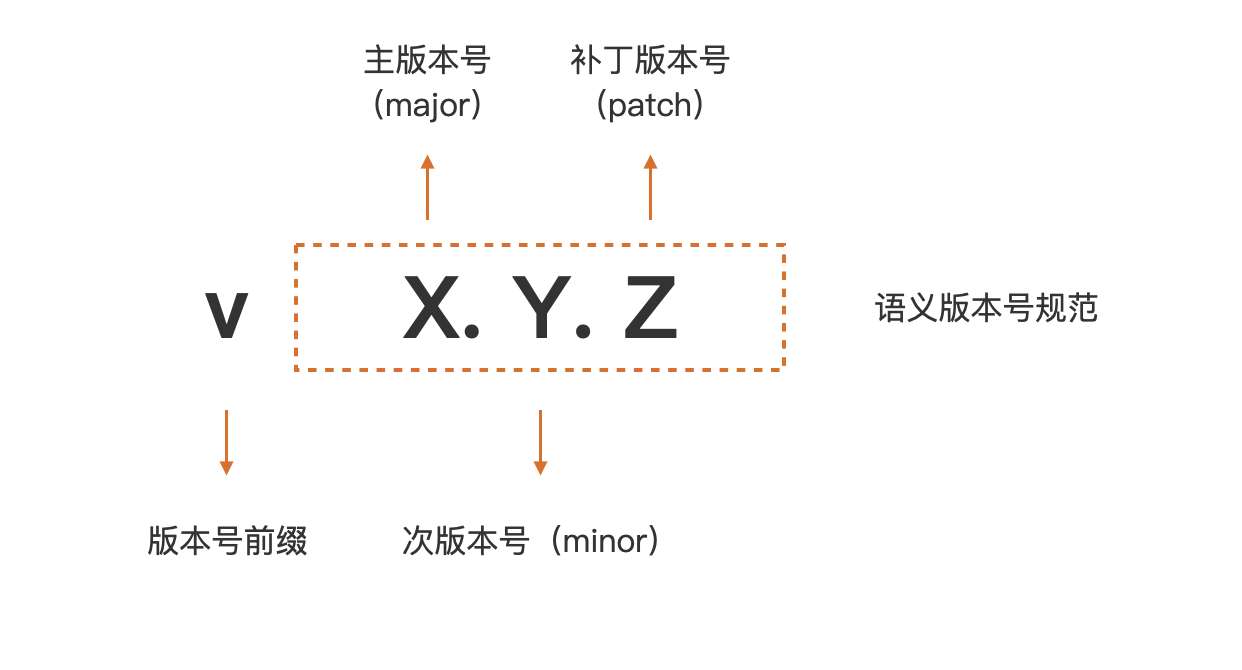 主版本号
（major）
补丁版本号
（patch）
v X. Y. Z
语义版本号规范
版本号前缀
次版本号（minor）